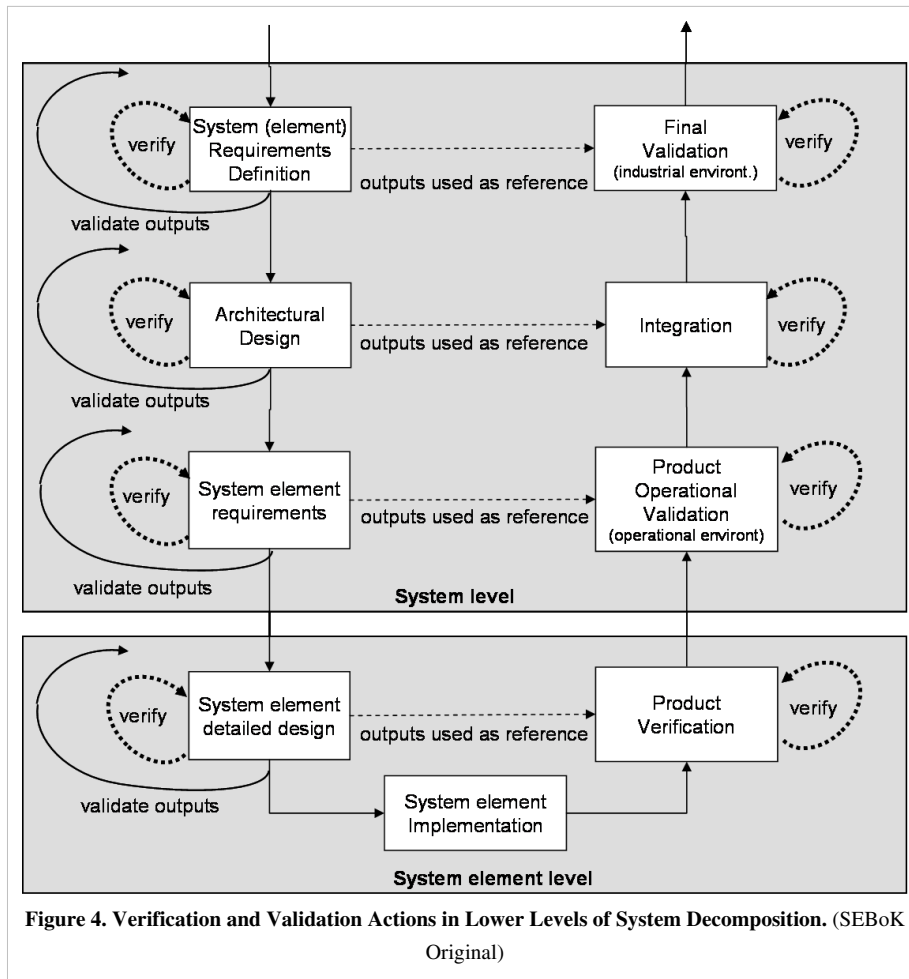 System (element)
Requirements
Definition
verify
validate outputs
outputs used as reference
Final
Validation
(industrial environt.)
verify
Architectural
Design
verify
validate outputs
outputs used as reference
Integration
verify
System element
requirements
verify
validate outputs
outputs used as reference
Product
Operational
Validation
(operational environt)
verify
System level
System element
detailed design
verify
validate outputs
outputs used as reference
Product
Verification
verify
System element
Implementation
System element level
Figure 4. Verification and Validation Actions in Lower Levels of System Decomposition. (SEBoK
Original)